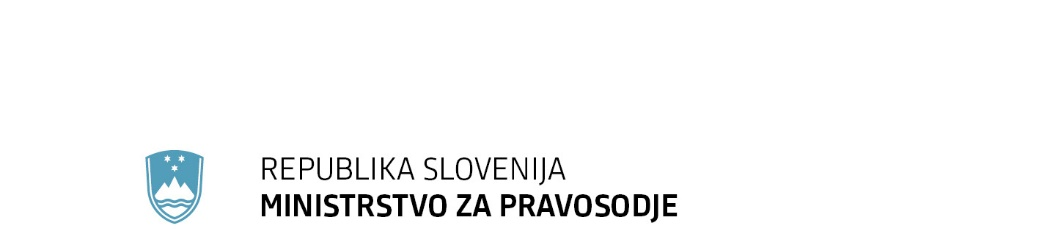 REPUBLIKA SLOVENIJA
MINISTRSTVO ZA PRAVOSODJE